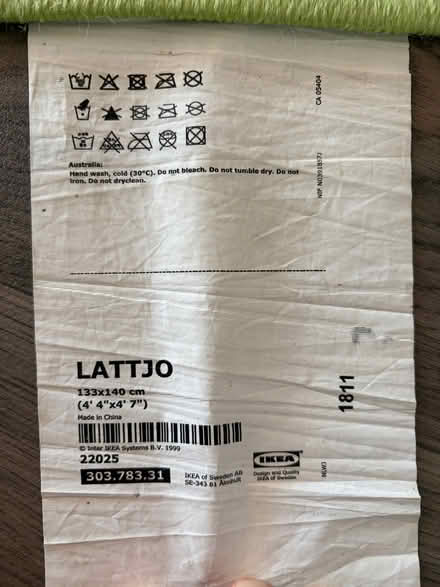 Australia:
Hand wash, cold (30°C). Do not bleach. Do not tumble dry. Do not
iron. Do not dryclean.
CA 05404
LATTJO
133x140 cm
(4' 4"x4' 7")
Made in China
© Inter IKEA Systems B.V. 1999
22025
303.783.31
IKEA of Sweden AB
SE-343 81 Älmhult
IKEA
Design and Quality
IKEA of Sweden
1811